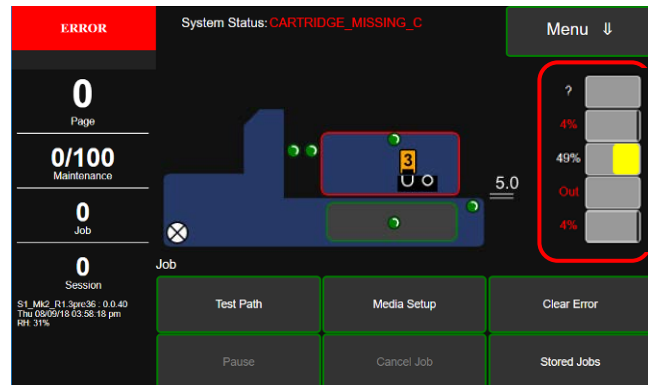 ERROR
System Status: CARTRIDGE_MISSING_C
Menu ⇓
0
Page
0/100
Maintenance
0
Job
0
Session
S1_Mk2_R1.3pre36 : 0.0.40
Thu 08/09/18 03:58:18 pm
RH: 31%
3
5.0
?
4%
49%
Out
4%
Job
Test Path
Media Setup
Clear Error
Pause
Cancel Job
Stored Jobs